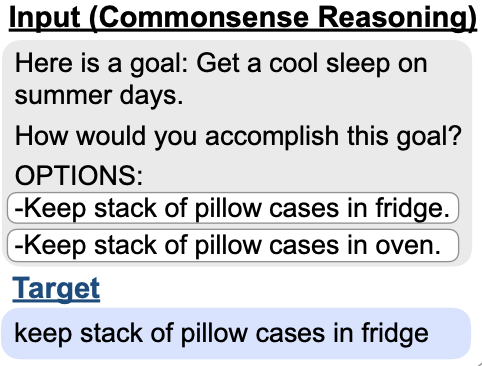 Input (Commonsense Reasoning)
Here is a goal: Get a cool sleep on
summer days.
How would you accomplish this goal?
OPTIONS:
-Keep stack of pillow cases in fridge.
-Keep stack of pillow cases in oven.
Target
keep stack of pillow cases in fridge